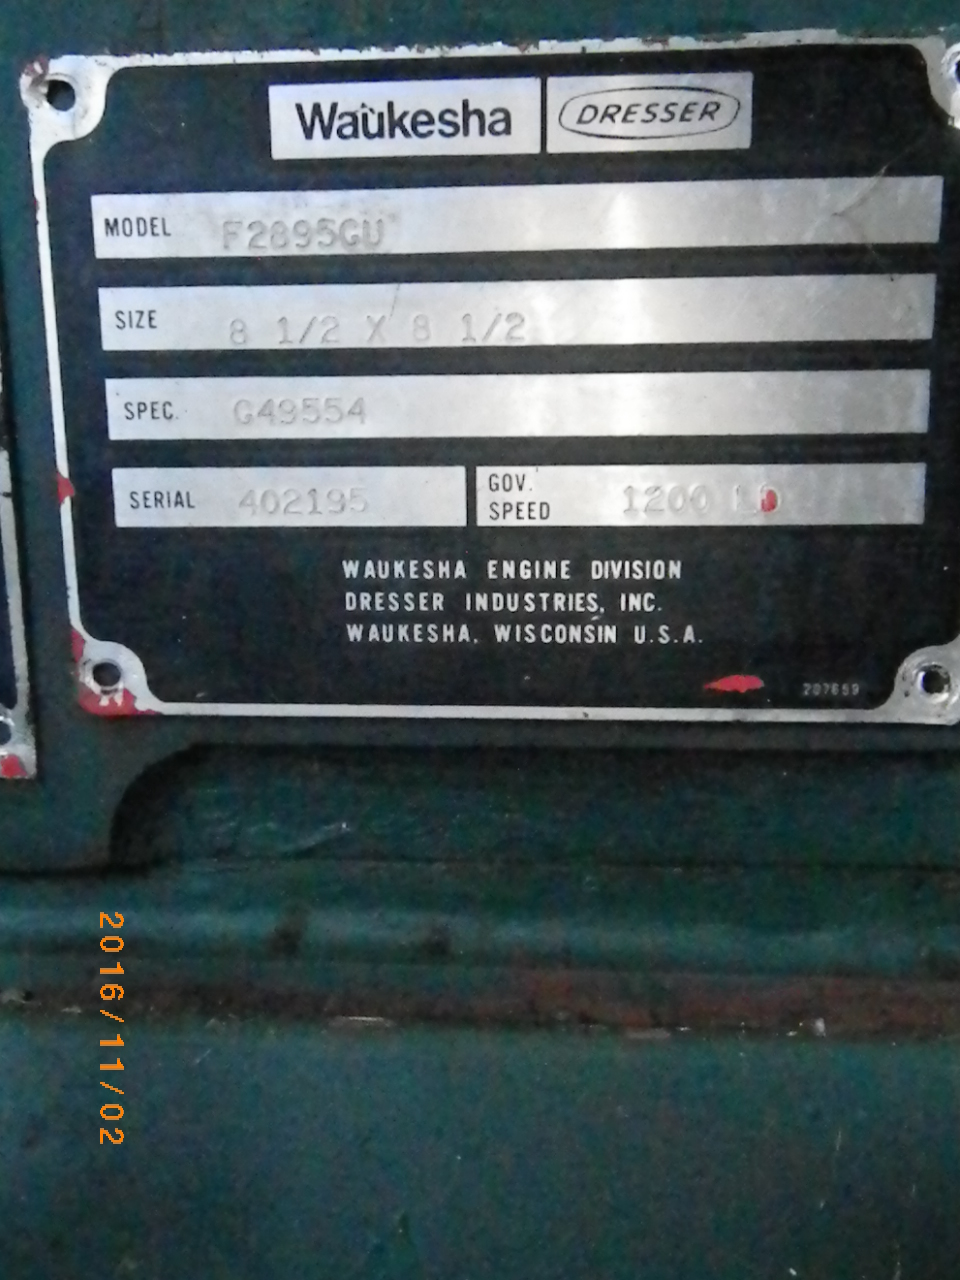 Waukesha DRESSER
MODEL F2895GU
SIZE 8 1/2 X 8 1/2
SPEC. G49554
SERIAL 402195 GOV. SPEED 1200 LD
WAUKESHA ENGINE DIVISION
DRESSER INDUSTRIES, INC.
WAUKESHA, WISCONSIN U.S.A.
207659
2016/11/02